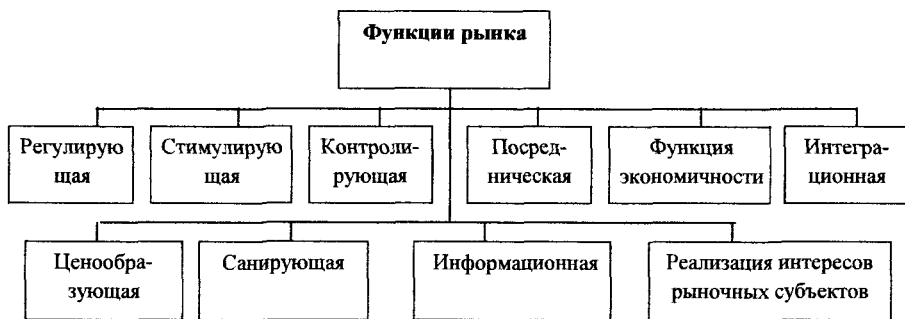 Функции рынка
Регулирую
щая
Стимулирую
щая
Контроли-
рующая
Посред-
ническая
Функция
экономичности
Интегра-
ционная
Ценообра-
зующая
Санирующая
Информационная
Реализация интересов
рыночных субъектов